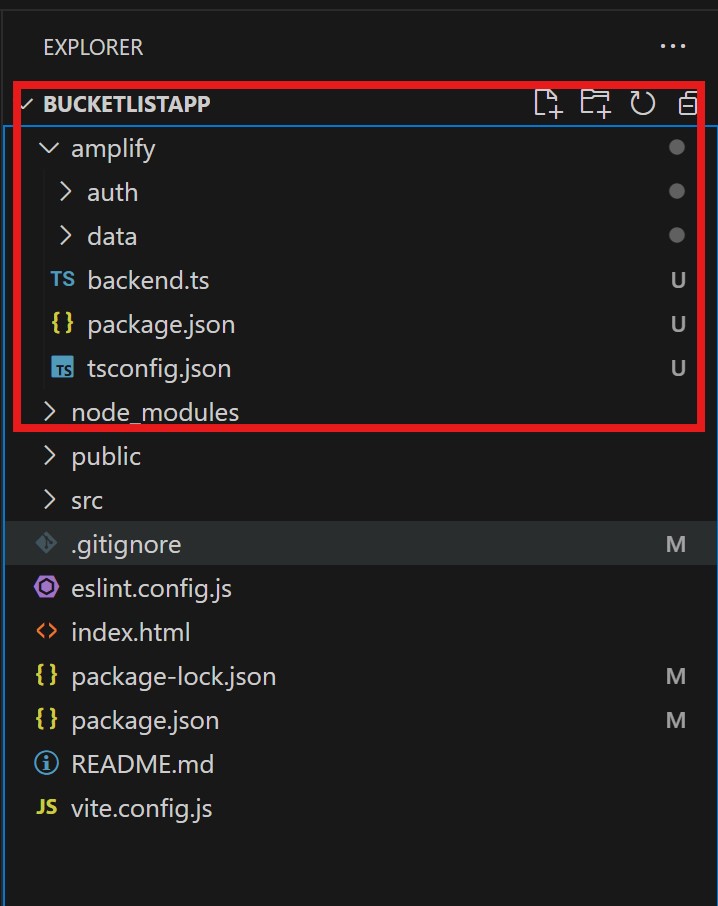 EXPLORER
BUCKETLISTAPP
amplify
auth
data
TS backend.ts U
{} package.json U
TS tsconfig.json U
node_modules
public
src
.gitignore M
eslint.config.js
<> index.html
{} package-lock.json M
{} package.json M
README.md
JS vite.config.js